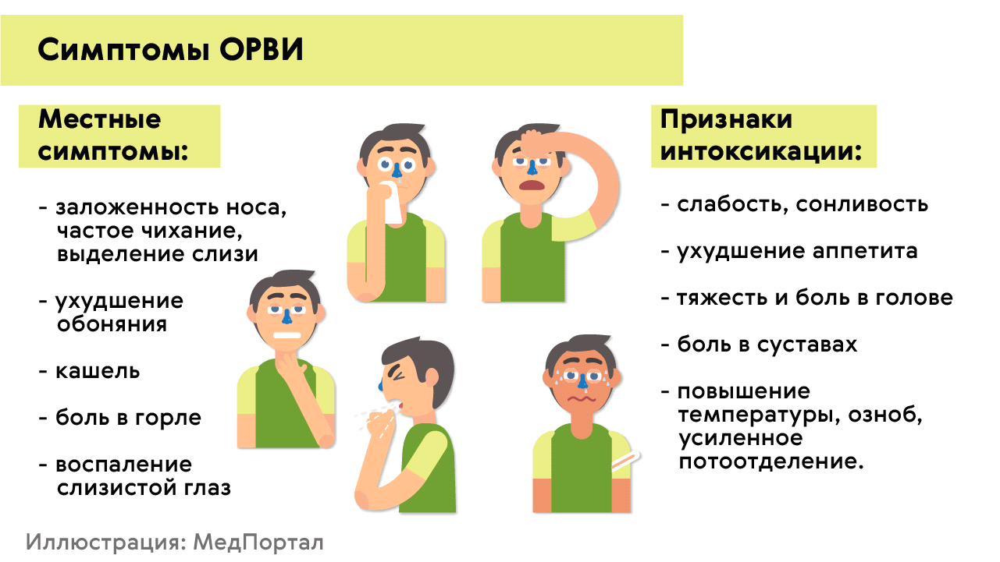 Симптомы ОРВИ
Местные
симптомы:
- заложенность носа,
частое чихание,
выделение слизи
- ухудшение
обоняния
- кашель
- боль в горле
- воспаление
слизистой глаз
Признаки
интоксикации:
- слабость, сонливость
- ухудшение аппетита
- тяжесть и боль в голове
- боль в суставах
- повышение
температуры, озноб,
усиленное
потоотделение.
Иллюстрация: МедПортал